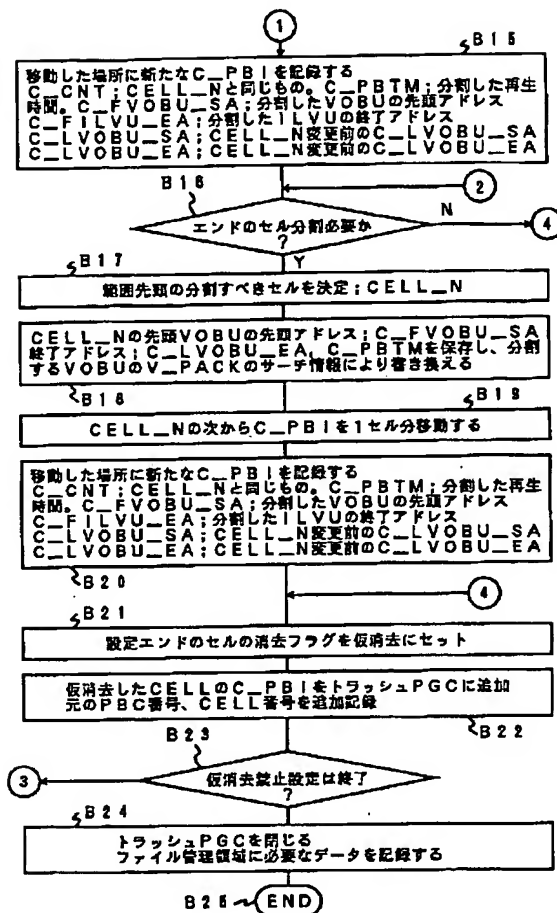 1
B15
移動した場所に新たなC_PBIを記録する
C_CNT;CELL_Nと同じもの。C_PBTM;分割した再生
時間。C_FVOBU_SA;分割したVOBUの先頭アドレス
C_FILVU_EA;分割したILVUの終了アドレス
C_LVOBU_SA;CELL_N変更前のC_LVOBU_SA
C_LVOBU_EA;CELL_N変更前のC_LVOBU_EA
2
B16
エンドのセル分割必要か
?
N
4
Y
B17
範囲先頭の分割すべきセルを決定;CELL_N
CELL_Nの先頭VOBUの先頭アドレス;C_FVOBU_SA
終了アドレス;C_LVOBU_EA、C_PBTMを保存し、分割
するVOBUのV_PACKのサーチ情報により書き換える
B18
B19
CELL_Nの次からC_PBIを1セル分移動する
移動した場所に新たなC_PBIを記録する
C_CNT;CELL_Nと同じもの。C_PBTM;分割した再生
時間。C_FVOBU_SA;分割したVOBUの先頭アドレス
C_FILVU_EA;分割したILVUの終了アドレス
C_LVOBU_SA;CELL_N変更前のC_LVOBU_SA
C_LVOBU_EA;CELL_N変更前のC_LVOBU_EA
B20
4
B21
設定エンドのセルの消去フラグを仮消去にセット
仮消去したCELLのC_PBIをトラッシュPGCに追加
元のPBC番号、CELL番号を追加記録
B22
B23
3
仮消去禁止設定は終了
?
B24
トラッシュPGCを閉じる
ファイル管理領域に必要なデータを記録する
B25
END